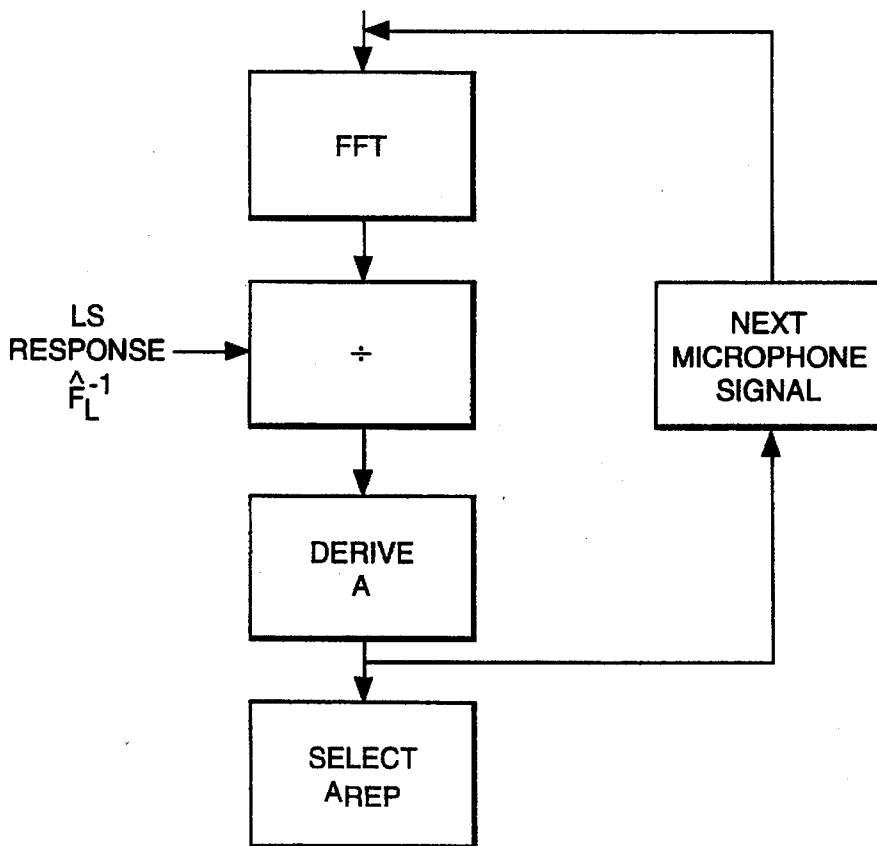 FFT
LS
RESPONSE
F̂L-1
÷
NEXT
MICROPHONE
SIGNAL
DERIVE
A
SELECT
AREP